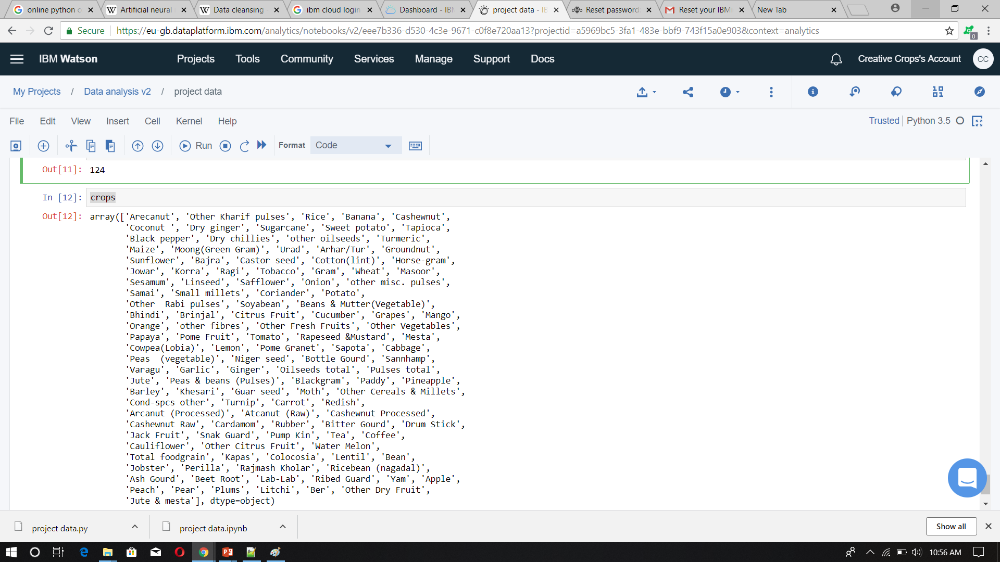 online python c
Artificial neural
Data cleansing
ibm cloud login
Dashboard - IBM
project data - IB
Reset password
Reset your IBMi
New Tab
Secure
https://eu-gb.dataplatform.ibm.com/analytics/notebooks/v2/eee7b336-d530-4c3e-9671-c0f8e720aa13?projectid=a5969bc5-3fa1-483e-bbf9-743f15a0e903&context=analytics
0
IBM Watson
Projects
Tools
Community
Services
Manage
Support
Docs
Creative Crops's Account
CC
My Projects / Data analysis v2 / project data
File Edit View Insert Cell Kernel Help
Trusted | Python 3.5
Run
Format
Code
Out[11]: 124
In [12]: crops
Out[12]: array(['Arecanut', 'Other Kharif pulses', 'Rice', 'Banana', 'Cashewnut',
'Coconut ', 'Dry ginger', 'Sugarcane', 'Sweet potato', 'Tapioca',
'Black pepper', 'Dry chillies', 'other oilseeds', 'Turmeric',
'Maize', 'Moong(Green Gram)', 'Urad', 'Arhar/Tur', 'Groundnut',
'Sunflower', 'Bajra', 'Castor seed', 'Cotton(lint)', 'Horse-gram',
'Jowar', 'Korra', 'Ragi', 'Tobacco', 'Gram', 'Wheat', 'Masoor',
'Sesamum', 'Linseed', 'Safflower', 'Onion', 'other misc. pulses',
'Samai', 'Small millets', 'Coriander', 'Potato',
'Other  Rabi pulses', 'Soyabean', 'Beans & Mutter(Vegetable)',
'Bhindi', 'Brinjal', 'Citrus Fruit', 'Cucumber', 'Grapes', 'Mango',
'Orange', 'other fibres', 'Other Fresh Fruits', 'Other Vegetables',
'Papaya', 'Pome Fruit', 'Tomato', 'Rapeseed &Mustard', 'Mesta',
'Cowpea(Lobia)', 'Lemon', 'Pome Granet', 'Sapota', 'Cabbage',
'Peas  (vegetable)', 'Niger seed', 'Bottle Gourd', 'Sannhamp',
'Varagu', 'Garlic', 'Ginger', 'Oilseeds total', 'Pulses total',
'Jute', 'Peas & beans (Pulses)', 'Blackgram', 'Paddy', 'Pineapple',
'Barley', 'Khesari', 'Guar seed', 'Moth', 'Other Cereals & Millets',
'Cond-spcs other', 'Turnip', 'Carrot', 'Redish',
'Arcanut (Processed)', 'Atcanut (Raw)', 'Cashewnut Processed',
'Cashewnut Raw', 'Cardamom', 'Rubber', 'Bitter Gourd', 'Drum Stick',
'Jack Fruit', 'Snak Guard', 'Pump Kin', 'Tea', 'Coffee',
'Cauliflower', 'Other Citrus Fruit', 'Water Melon',
'Total foodgrain', 'Kapas', 'Colocosia', 'Lentil', 'Bean',
'Jobster', 'Perilla', 'Rajmash Kholar', 'Ricebean (nagadal)',
'Ash Gourd', 'Beet Root', 'Lab-Lab', 'Ribed Guard', 'Yam', 'Apple',
'Peach', 'Pear', 'Plums', 'Litchi', 'Ber', 'Other Dry Fruit',
'Jute & mesta'], dtype=object)
project data.py
project data.ipynb
Show all
10:56 AM